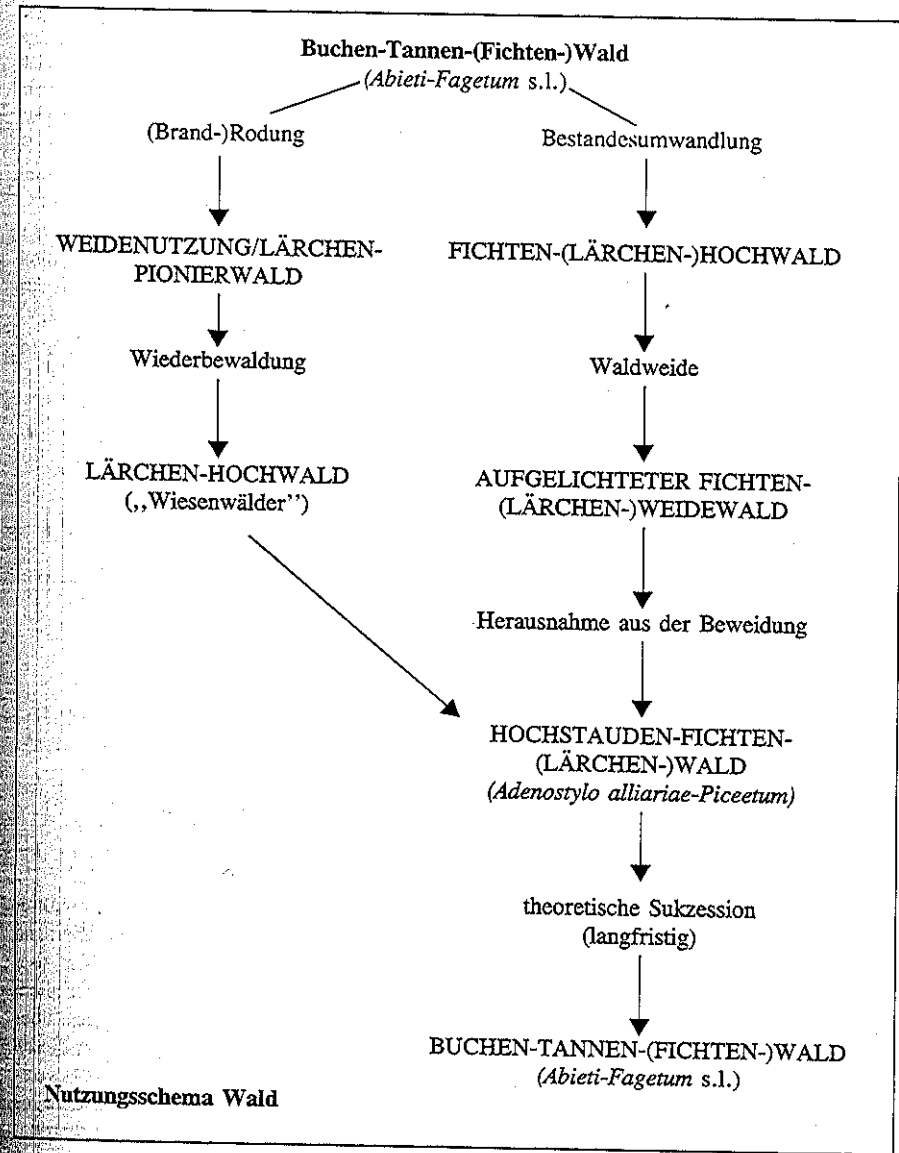 Buchen-Tannen-(Fichten-)Wald
(Abieti-Fagetum s.l.)
(Brand-)Rodung
Bestandesumwandlung
WEIDENUTZUNG/LÄRCHEN-
PIONIERWALD
FICHTEN-(LÄRCHEN-)HOCHWALD
Wiederbewaldung
Waldweide
LÄRCHEN-HOCHWALD
(,,Wiesenwälder”)
AUFGELICHTETER FICHTEN-
(LÄRCHEN-)WEIDEWALD
Herausnahme aus der Beweidung
HOCHSTAUDEN-FICHTEN-
(LÄRCHEN-)WALD
(Adenostylo alliariae-Piceetum)
theoretische Sukzession
(langfristig)
BUCHEN-TANNEN-(FICHTEN-)WALD
(Abieti-Fagetum s.l.)
Nutzungsschema Wald